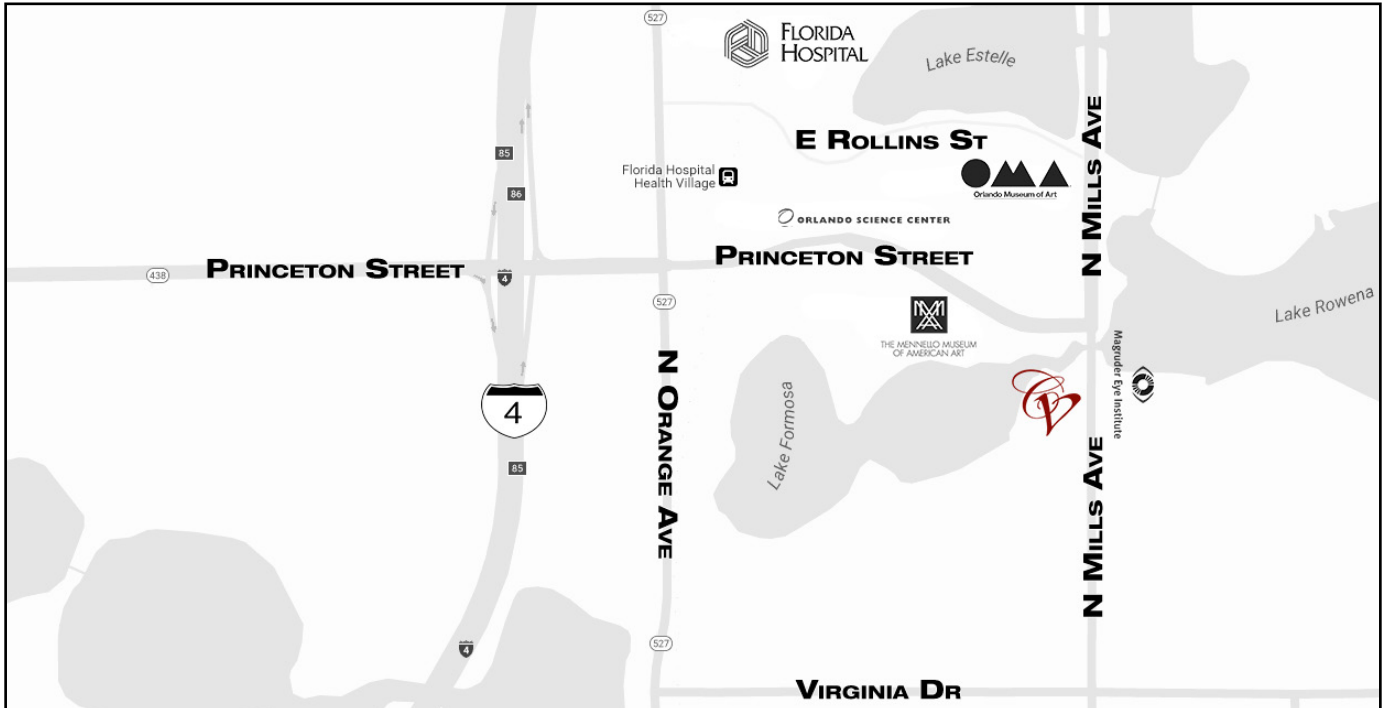 527
FLORIDA
HOSPITAL
Lake Estelle
N MILLS AVE
E ROLLINS ST
85
Florida Hospital
Health Village
86
OMA
Orlando Museum of Art
ORLANDO SCIENCE CENTER
PRINCETON STREET
PRINCETON STREET
438
4
527
Lake Rowena
THE MENNELLO MUSEUM
OF AMERICAN ART
Magruder Eye Institute
N ORANGE AVE
4
Lake Formosa
CV
85
N MILLS AVE
4
527
VIRGINIA DR